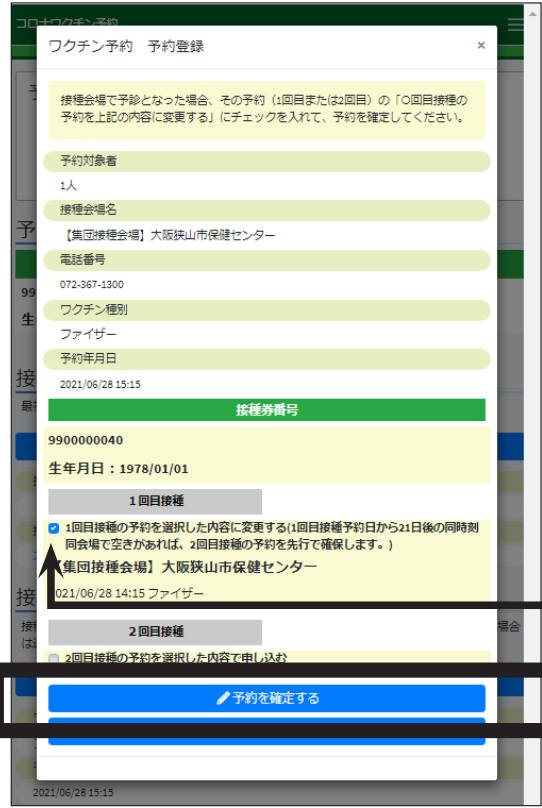 コロナワクチン予約
ワクチン予約 予約登録
×
接種会場で予診となった場合、その予約(1回目または2回目)の「〇回目接種の
予約を上記の内容に変更する」にチェックを入れて、予約を確定してください。
予約対象者
1人
接種会場名
【集団接種会場】大阪狭山市保健センター
電話番号
072-367-1300
ワクチン種別
ファイザー
予約年月日
2021/06/28 15:15
接種券番号
9900000040
生年月日:1978/01/01
1回目接種
1回目接種の予約を選択した内容に変更する(1回目接種予約日から21日後の同時刻
同会場で空きがあれば、2回目接種の予約を先行で確保します。)
【集団接種会場】大阪狭山市保健センター
2021/06/28 14:15 ファイザー
2回目接種
2回目接種の予約を選択した内容で申し込む
予約を確定する
予
99
生
接
最
接
接種
場合
は
2021/06/28 15:15